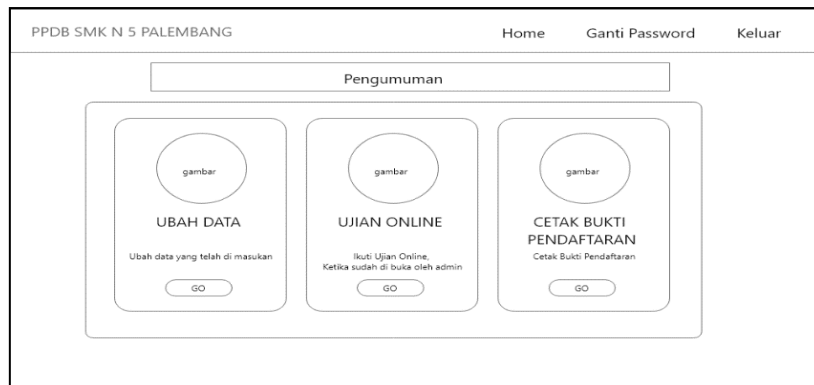 PPDB SMK N 5 PALEMBANG
Home Ganti Password Keluar
Pengumuman
gambar
UBAH DATA
Ubah data yang telah di masukan
GO
gambar
UJIAN ONLINE
Ikuti Ujian Online,
Ketika sudah di buka oleh admin
GO
gambar
CETAK BUKTI
PENDAFTARAN
Cetak Bukti Pendaftaran
GO